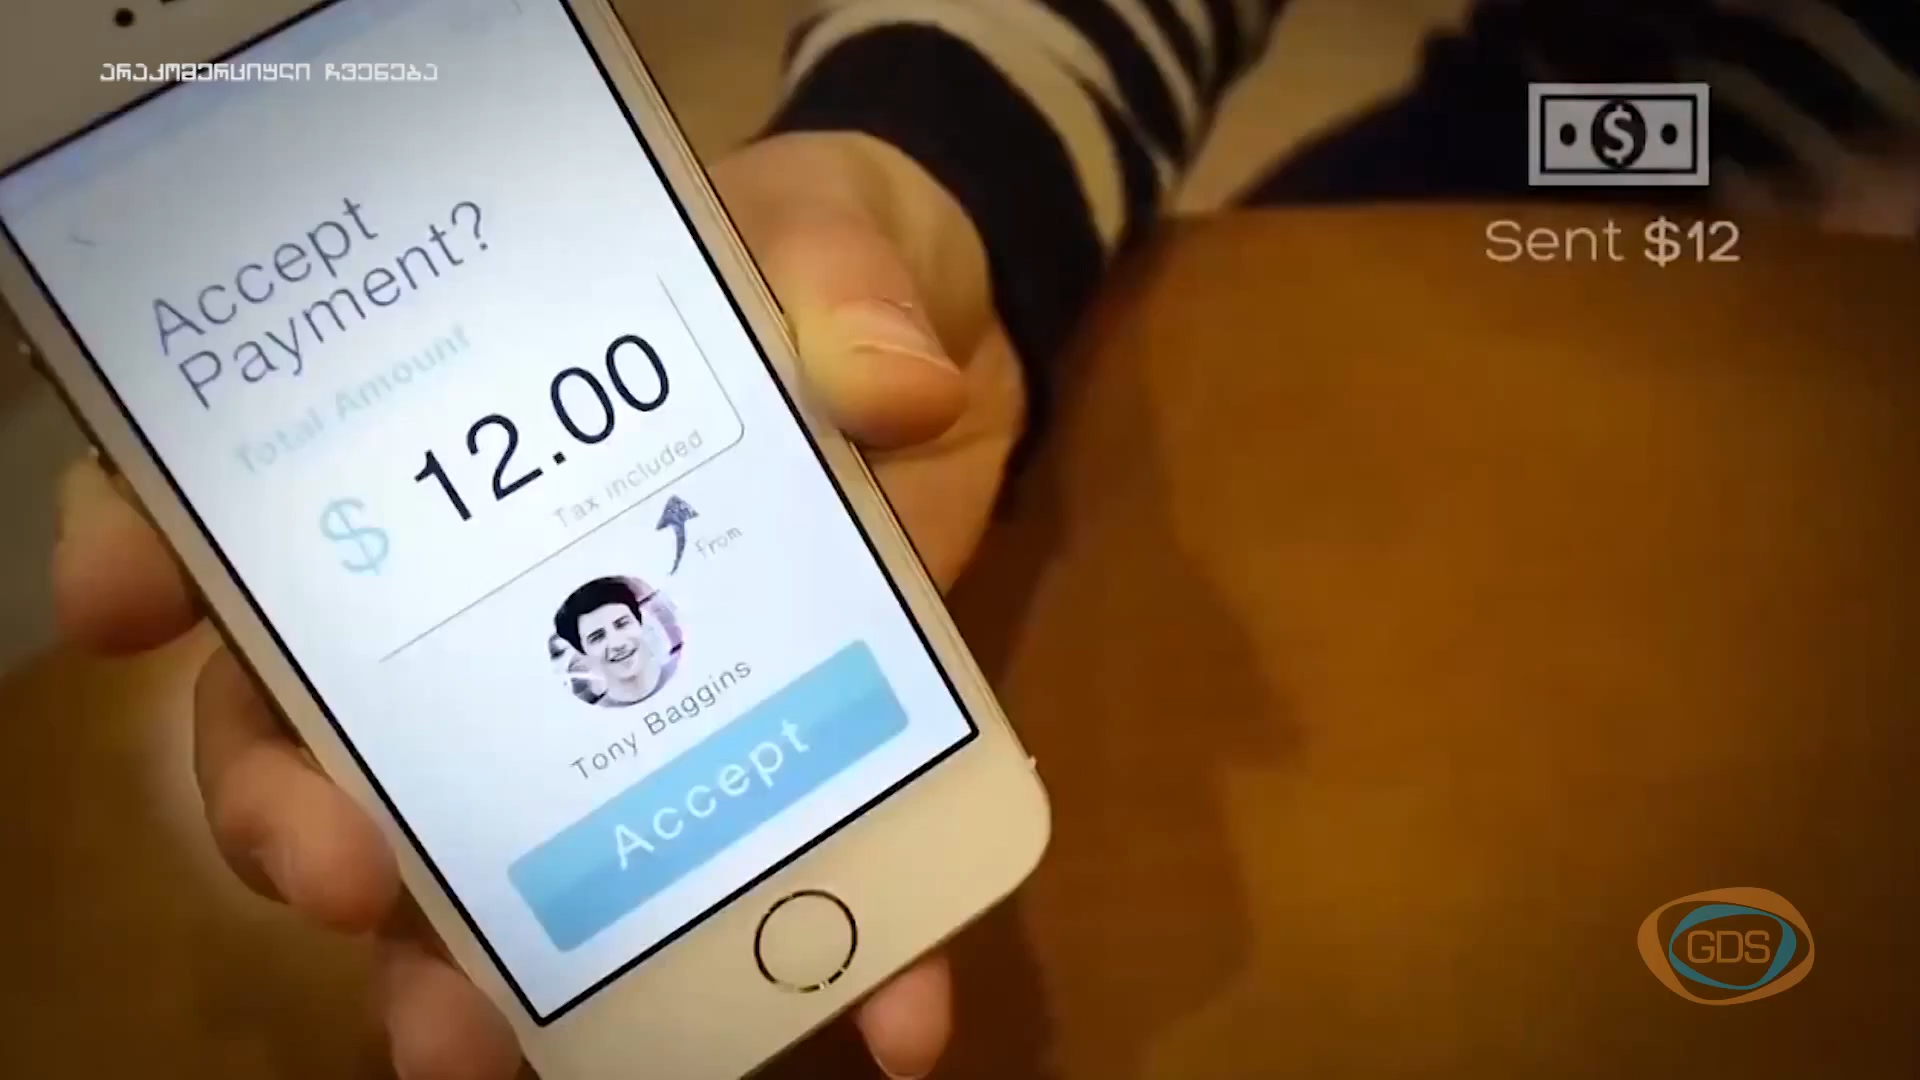 არაკომერციული ჩვენება
Sent $12
Accept
Payment?
Total Amount
$ 12.00
Tax included
from
Tony Baggins
Accept
GDS